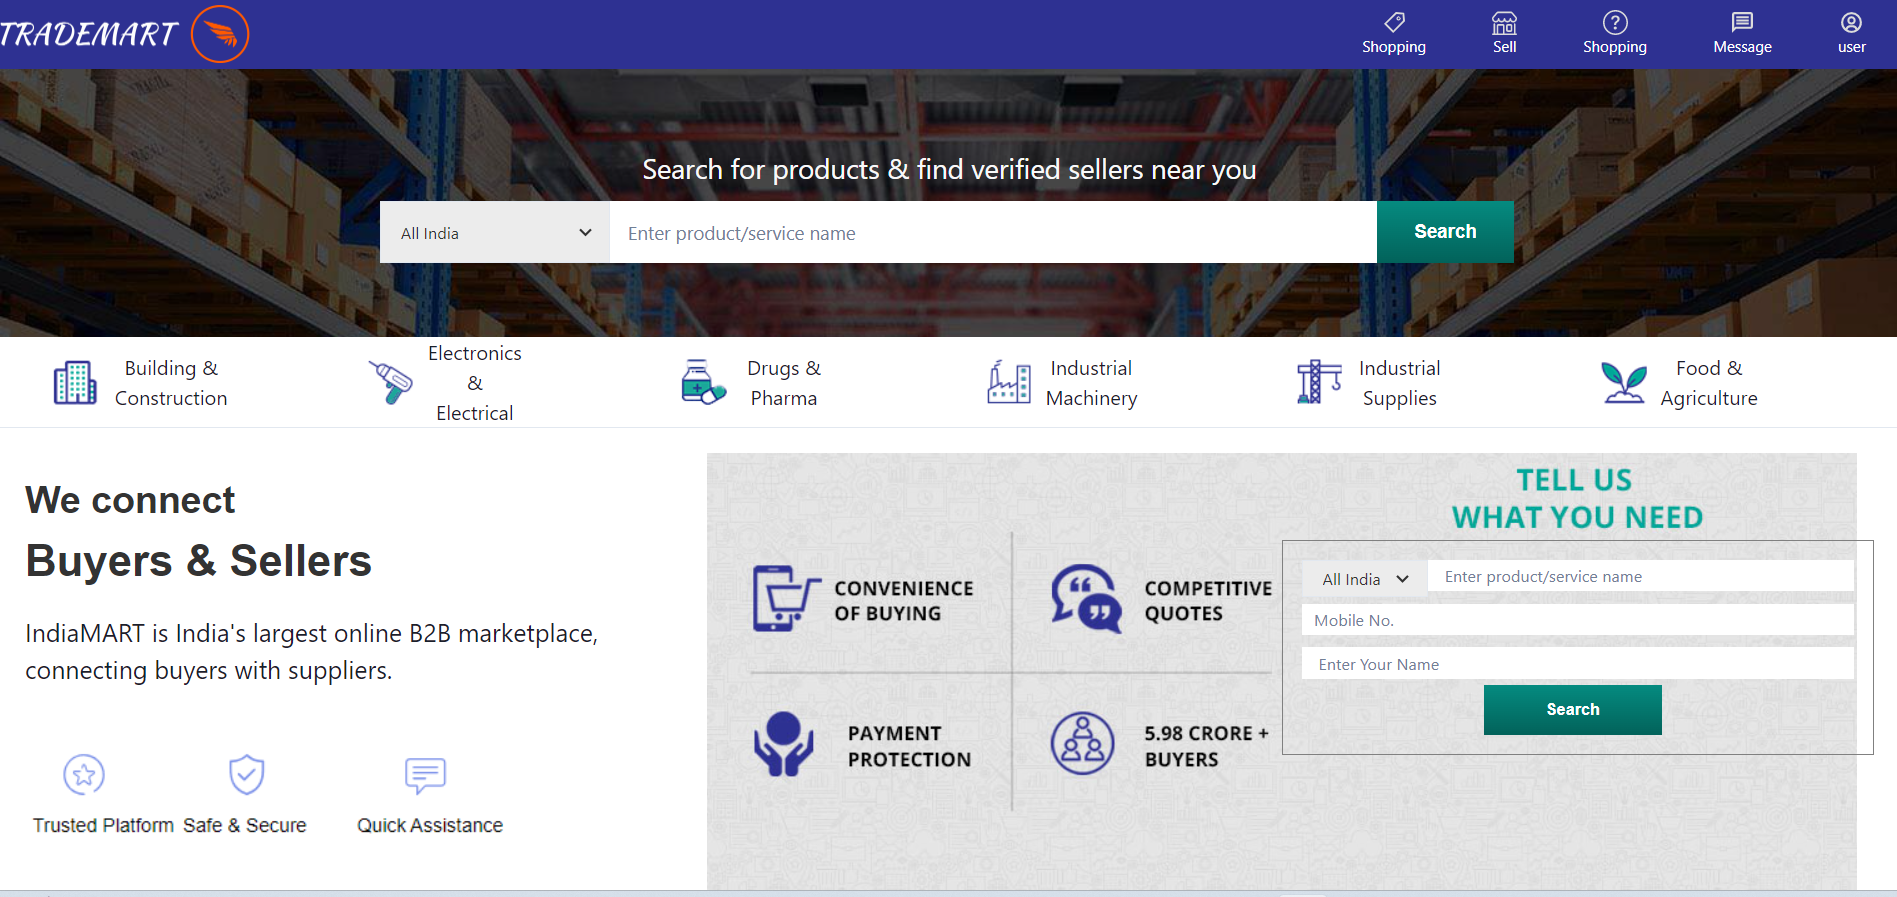 TRADEMART
Shopping
Sell
Shopping
Message
user
Search for products & find verified sellers near you
All India
Enter product/service name
Search
Building &
Construction
Electronics
&
Electrical
Drugs &
Pharma
Industrial
Machinery
Industrial
Supplies
Food &
Agriculture
We connect
Buyers & Sellers
IndiaMART is India's largest online B2B marketplace,
connecting buyers with suppliers.
Trusted Platform
Safe & Secure
Quick Assistance
CONVENIENCE
OF BUYING
COMPETITIVE
QUOTES
PAYMENT
PROTECTION
5.98 CRORE +
BUYERS
TELL US
WHAT YOU NEED
All India
Enter product/service name
Mobile No.
Enter Your Name
Search